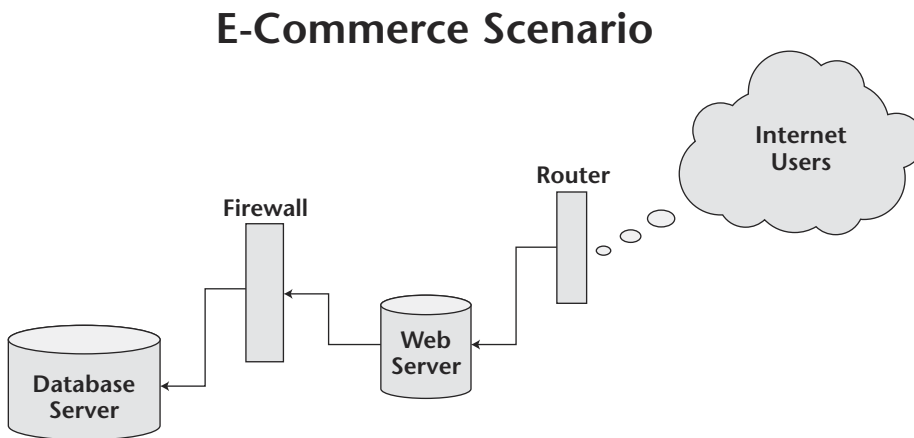 E-Commerce Scenario
Internet
Users
Router
Firewall
Web
Server
Database
Server